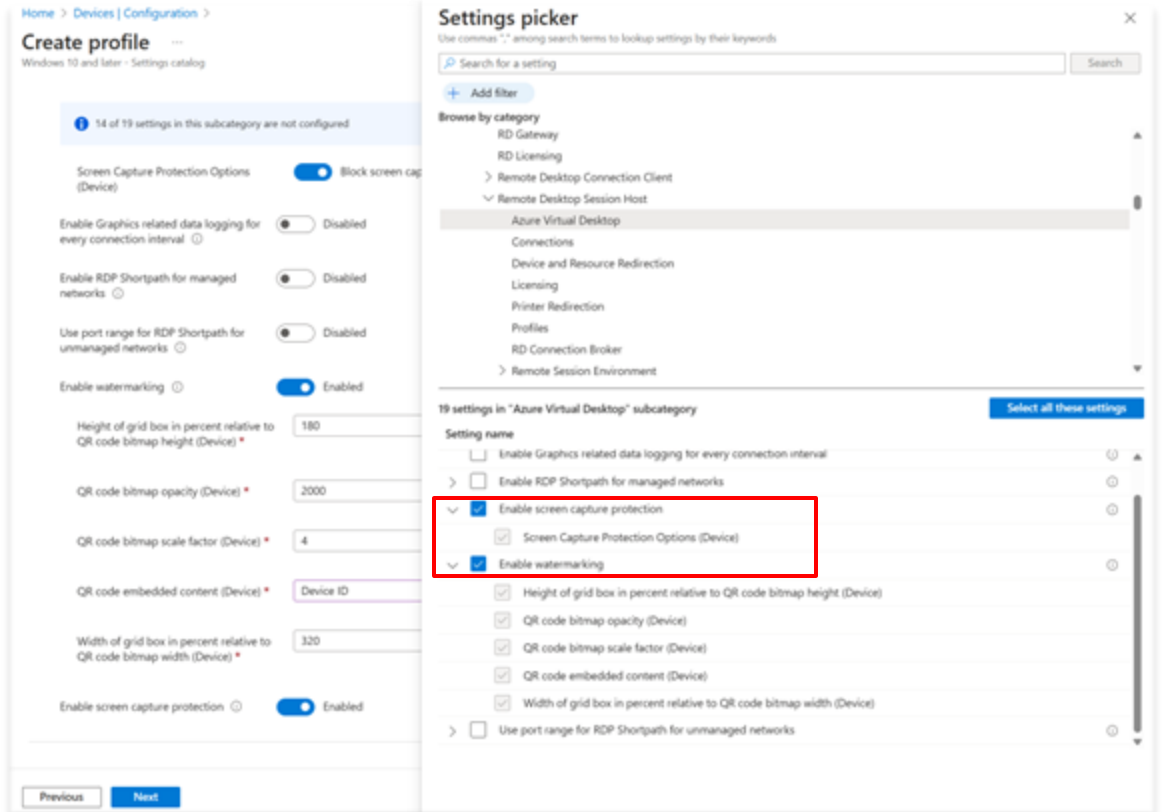 Home > Devices | Configuration >
Create profile ...
Windows 10 and later - Settings catalog
14 of 19 settings in this subcategory are not configured
Screen Capture Protection Options
(Device)
Block screen cap
Enable Graphics related data logging for
every connection interval
Disabled
Enable RDP Shortpath for managed
networks
Disabled
Use port range for RDP Shortpath for
unmanaged networks
Disabled
Enable watermarking
Enabled
Height of grid box in percent relative to
QR code bitmap height (Device) *
180
QR code bitmap opacity (Device) *
2000
QR code bitmap scale factor (Device) *
4
QR code embedded content (Device) *
Device ID
Width of grid box in percent relative to
QR code bitmap width (Device) *
320
Enable screen capture protection
Enabled
Previous
Next
Settings picker
Use commas "," among search terms to lookup settings by their keywords
Search for a setting
Search
+ Add filter
Browse by category
RD Gateway
RD Licensing
Remote Desktop Connection Client
Remote Desktop Session Host
Azure Virtual Desktop
Connections
Device and Resource Redirection
Licensing
Printer Redirection
Profiles
RD Connection Broker
Remote Session Environment
19 settings in "Azure Virtual Desktop" subcategory
Select all these settings
Setting name
Enable Graphics related data logging for every connection interval
Enable RDP Shortpath for managed networks
Enable screen capture protection
Screen Capture Protection Options (Device)
Enable watermarking
Height of grid box in percent relative to QR code bitmap height (Device)
QR code bitmap opacity (Device)
QR code bitmap scale factor (Device)
QR code embedded content (Device)
Width of grid box in percent relative to QR code bitmap width (Device)
Use port range for RDP Shortpath for unmanaged networks